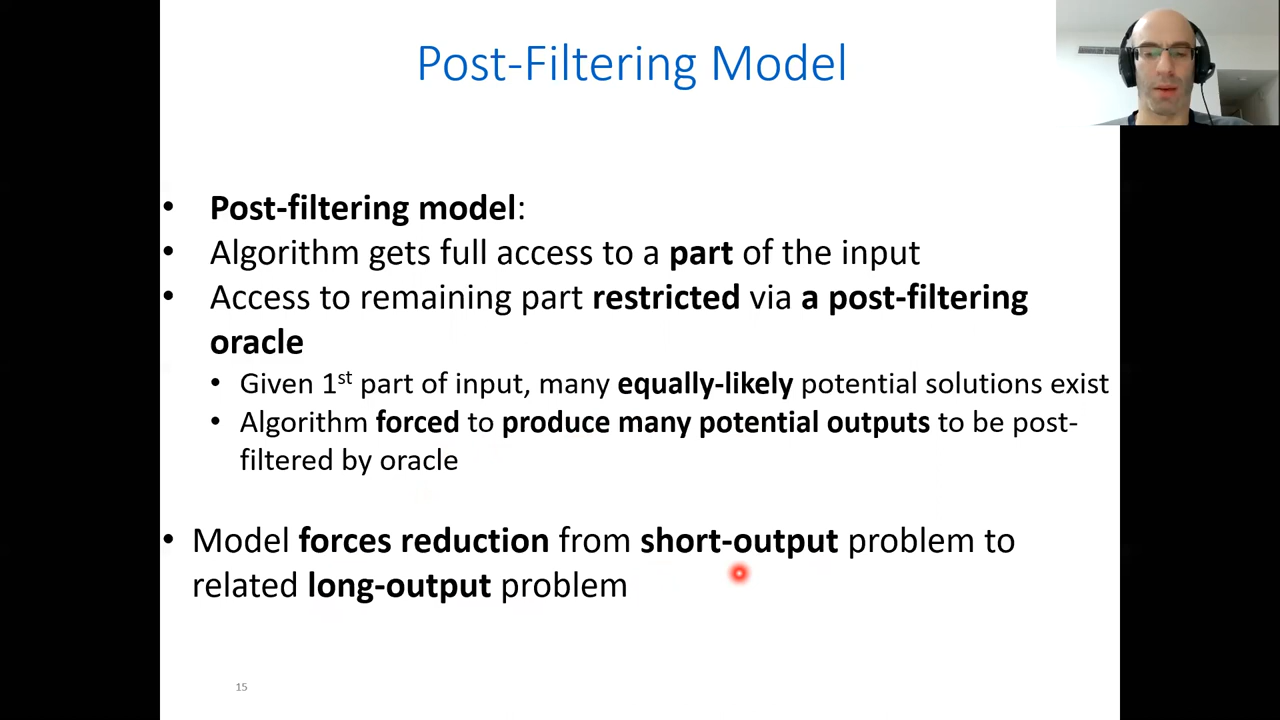 Post-Filtering Model
• Post-filtering model:
• Algorithm gets full access to a part of the input
• Access to remaining part restricted via a post-filtering
oracle
• Given 1st part of input, many equally-likely potential solutions exist
• Algorithm forced to produce many potential outputs to be post-
filtered by oracle
• Model forces reduction from short-output problem to
related long-output problem
15